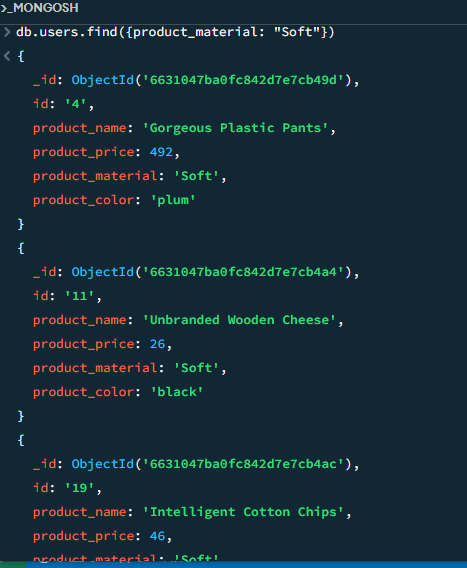 >_MONGOSH
> db.users.find({product_material: "Soft"})
< {
_id: ObjectId('6631047ba0fc842d7e7cb49d'),
id: '4',
product_name: 'Gorgeous Plastic Pants',
product_price: 492,
product_material: 'Soft',
product_color: 'plum'
}
{
_id: ObjectId('6631047ba0fc842d7e7cb4a4'),
id: '11',
product_name: 'Unbranded Wooden Cheese',
product_price: 26,
product_material: 'Soft',
product_color: 'black'
}
{
_id: ObjectId('6631047ba0fc842d7e7cb4ac'),
id: '19',
product_name: 'Intelligent Cotton Chips',
product_price: 46,
product_material: 'Soft'